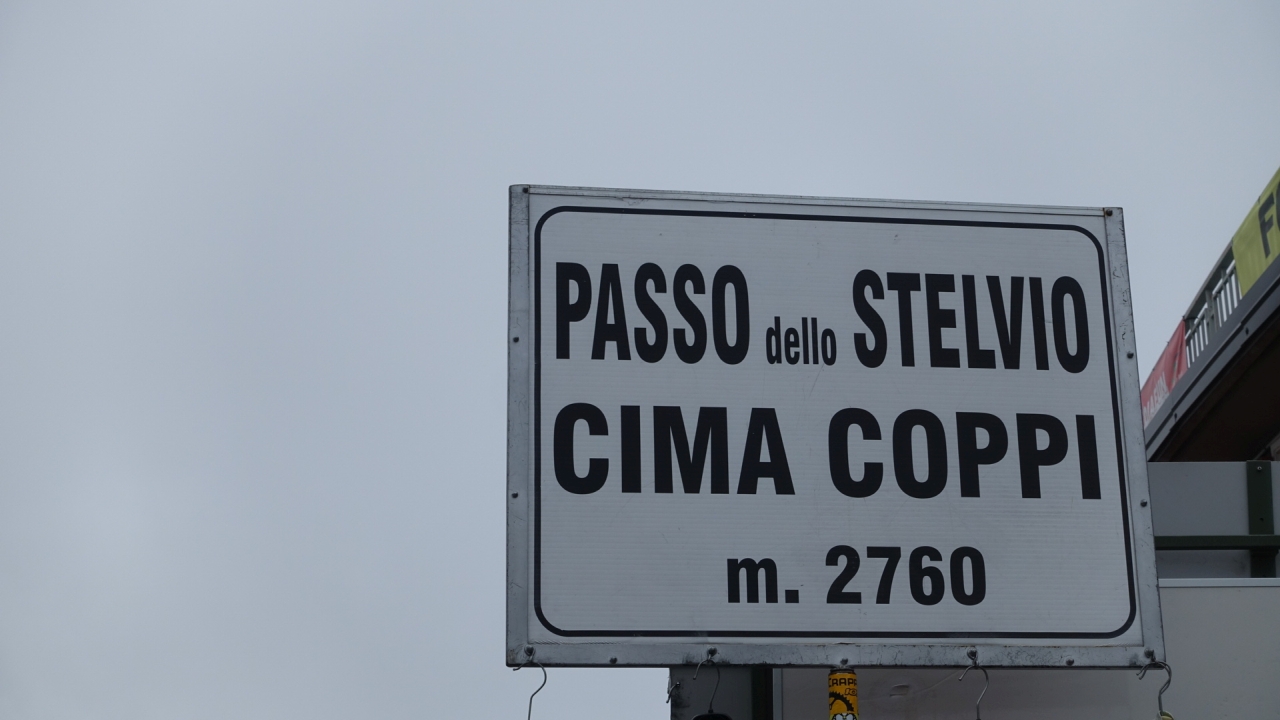 PASSO dello STELVIO
CIMA COPPI
m. 2760